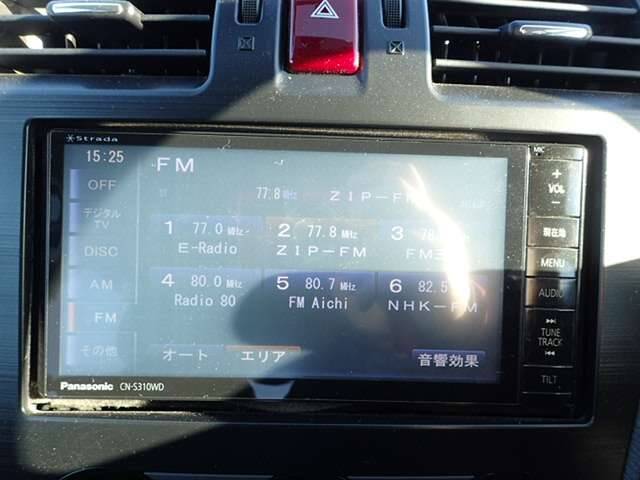 Strada
15:25
FM
OFF
77.8 MHz ZIP-FM
デジタルTV
1 77.0 MHz E-Radio
2 77.8 MHz ZIP-FM
3
DISC
AM
4 80.0 MHz Radio 80
5 80.7 MHz FM Aichi
6 82.5 NHK-FM
FM
その他
オート
エリア
音響効果
Panasonic CN-S310WD
MIC
+
VOL
−
現在地
MENU
AUDIO
TUNE
TRACK
TILT